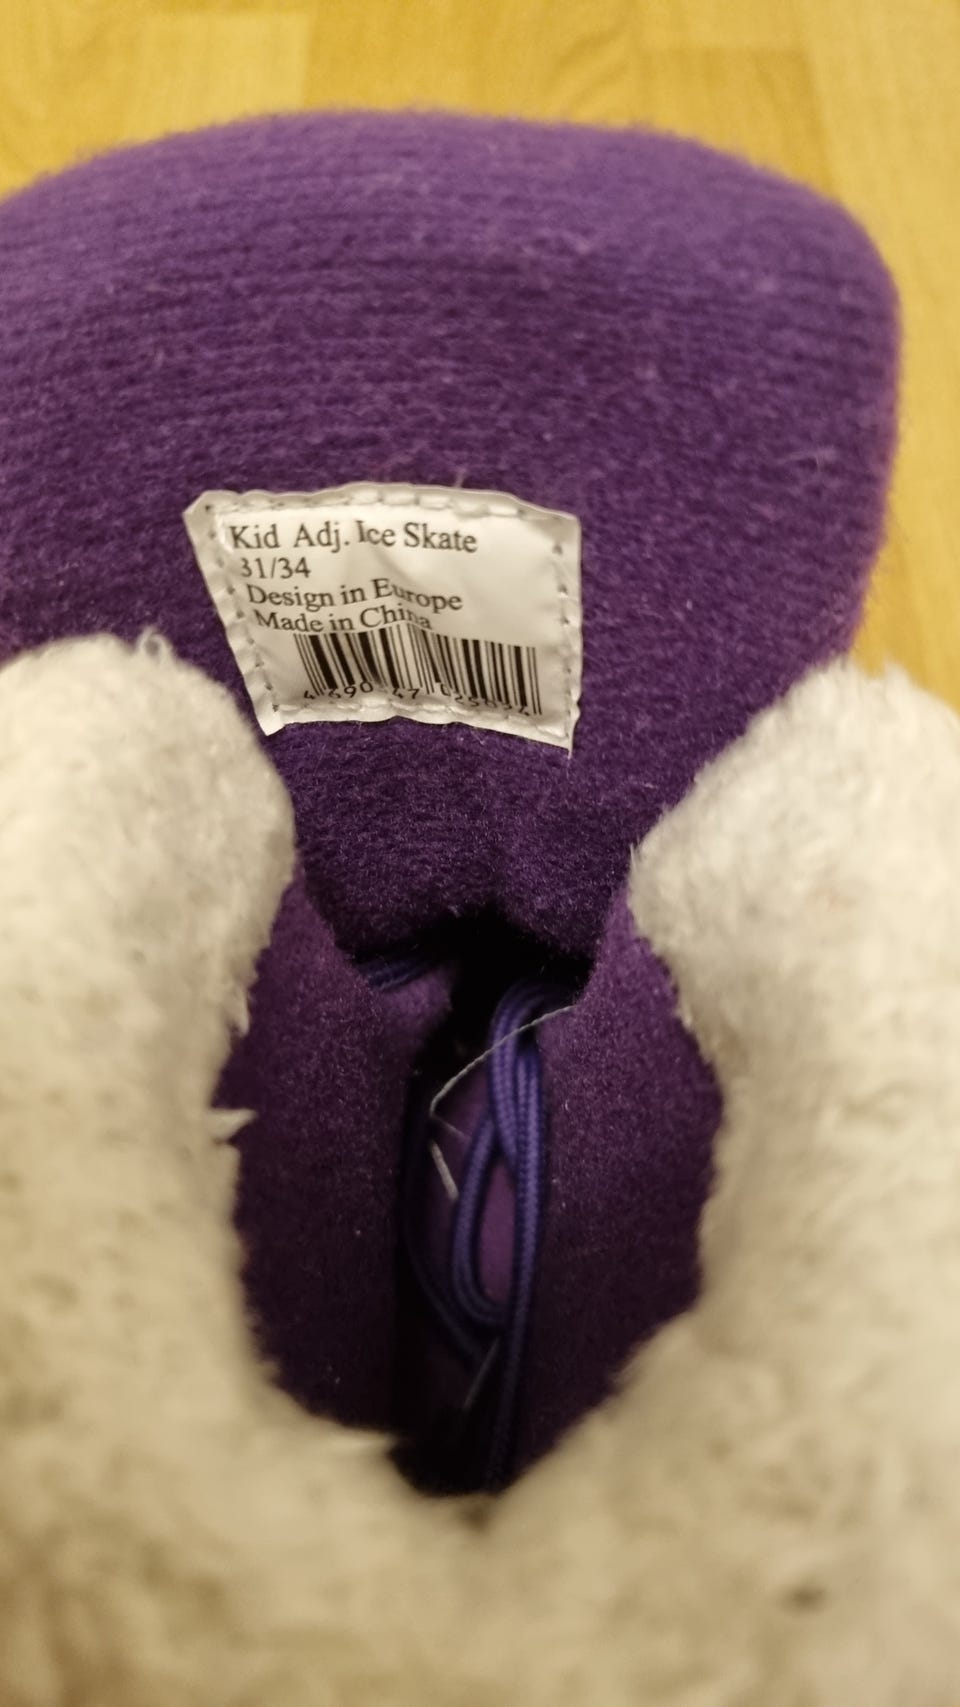 Kid Adj. Ice Skate
31/34
Design in Europe
Made in China